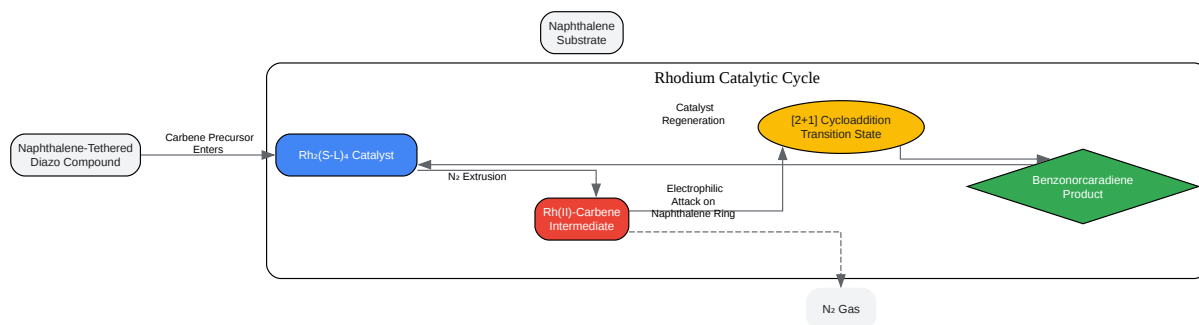 Naphthalene
Substrate
Rhodium Catalytic Cycle
Catalyst
Regeneration
[2+1] Cycloaddition
Transition State
Carbene Precursor
Enters
Naphthalene-Tethered
Diazo Compound
Rh₂(S-L)₄ Catalyst
N₂ Extrusion
Benzonorcaradiene
Product
Electrophilic
Attack on
Naphthalene Ring
Rh(II)-Carbene
Intermediate
N₂ Gas